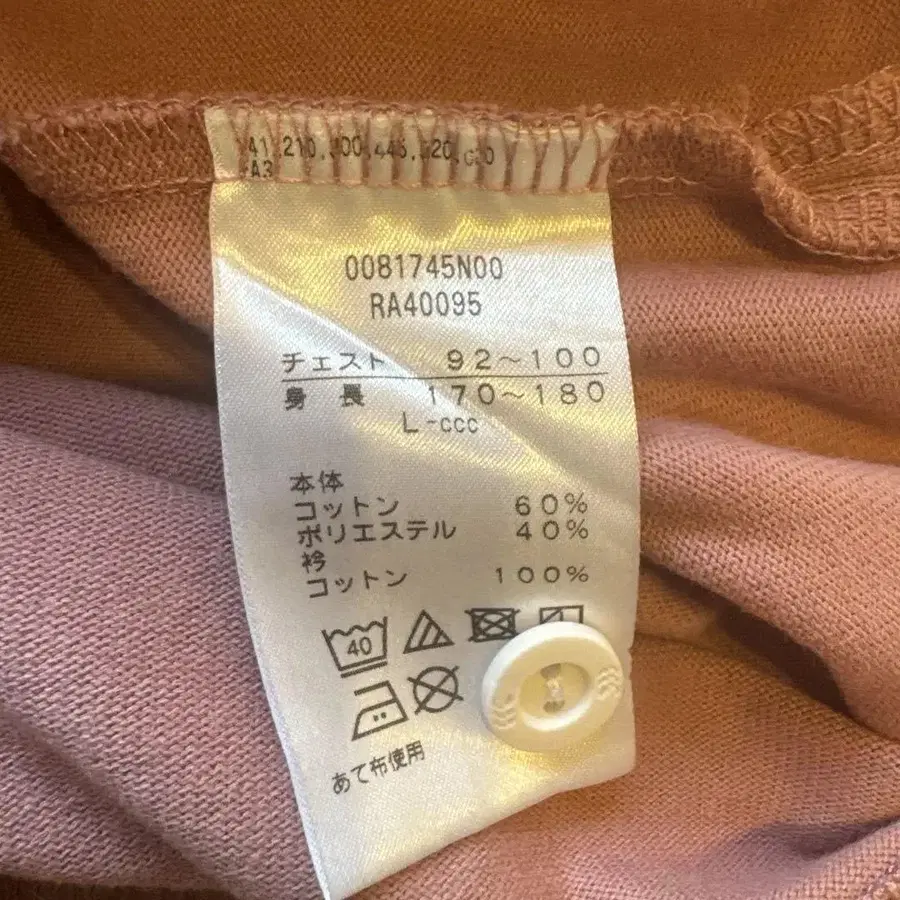 0081745N00
RA40095
チェスト 92～100
身長 170～180
L-ccc
本体
コットン 60%
ポリエステル 40%
衿
コットン 100%
40
あて布使用